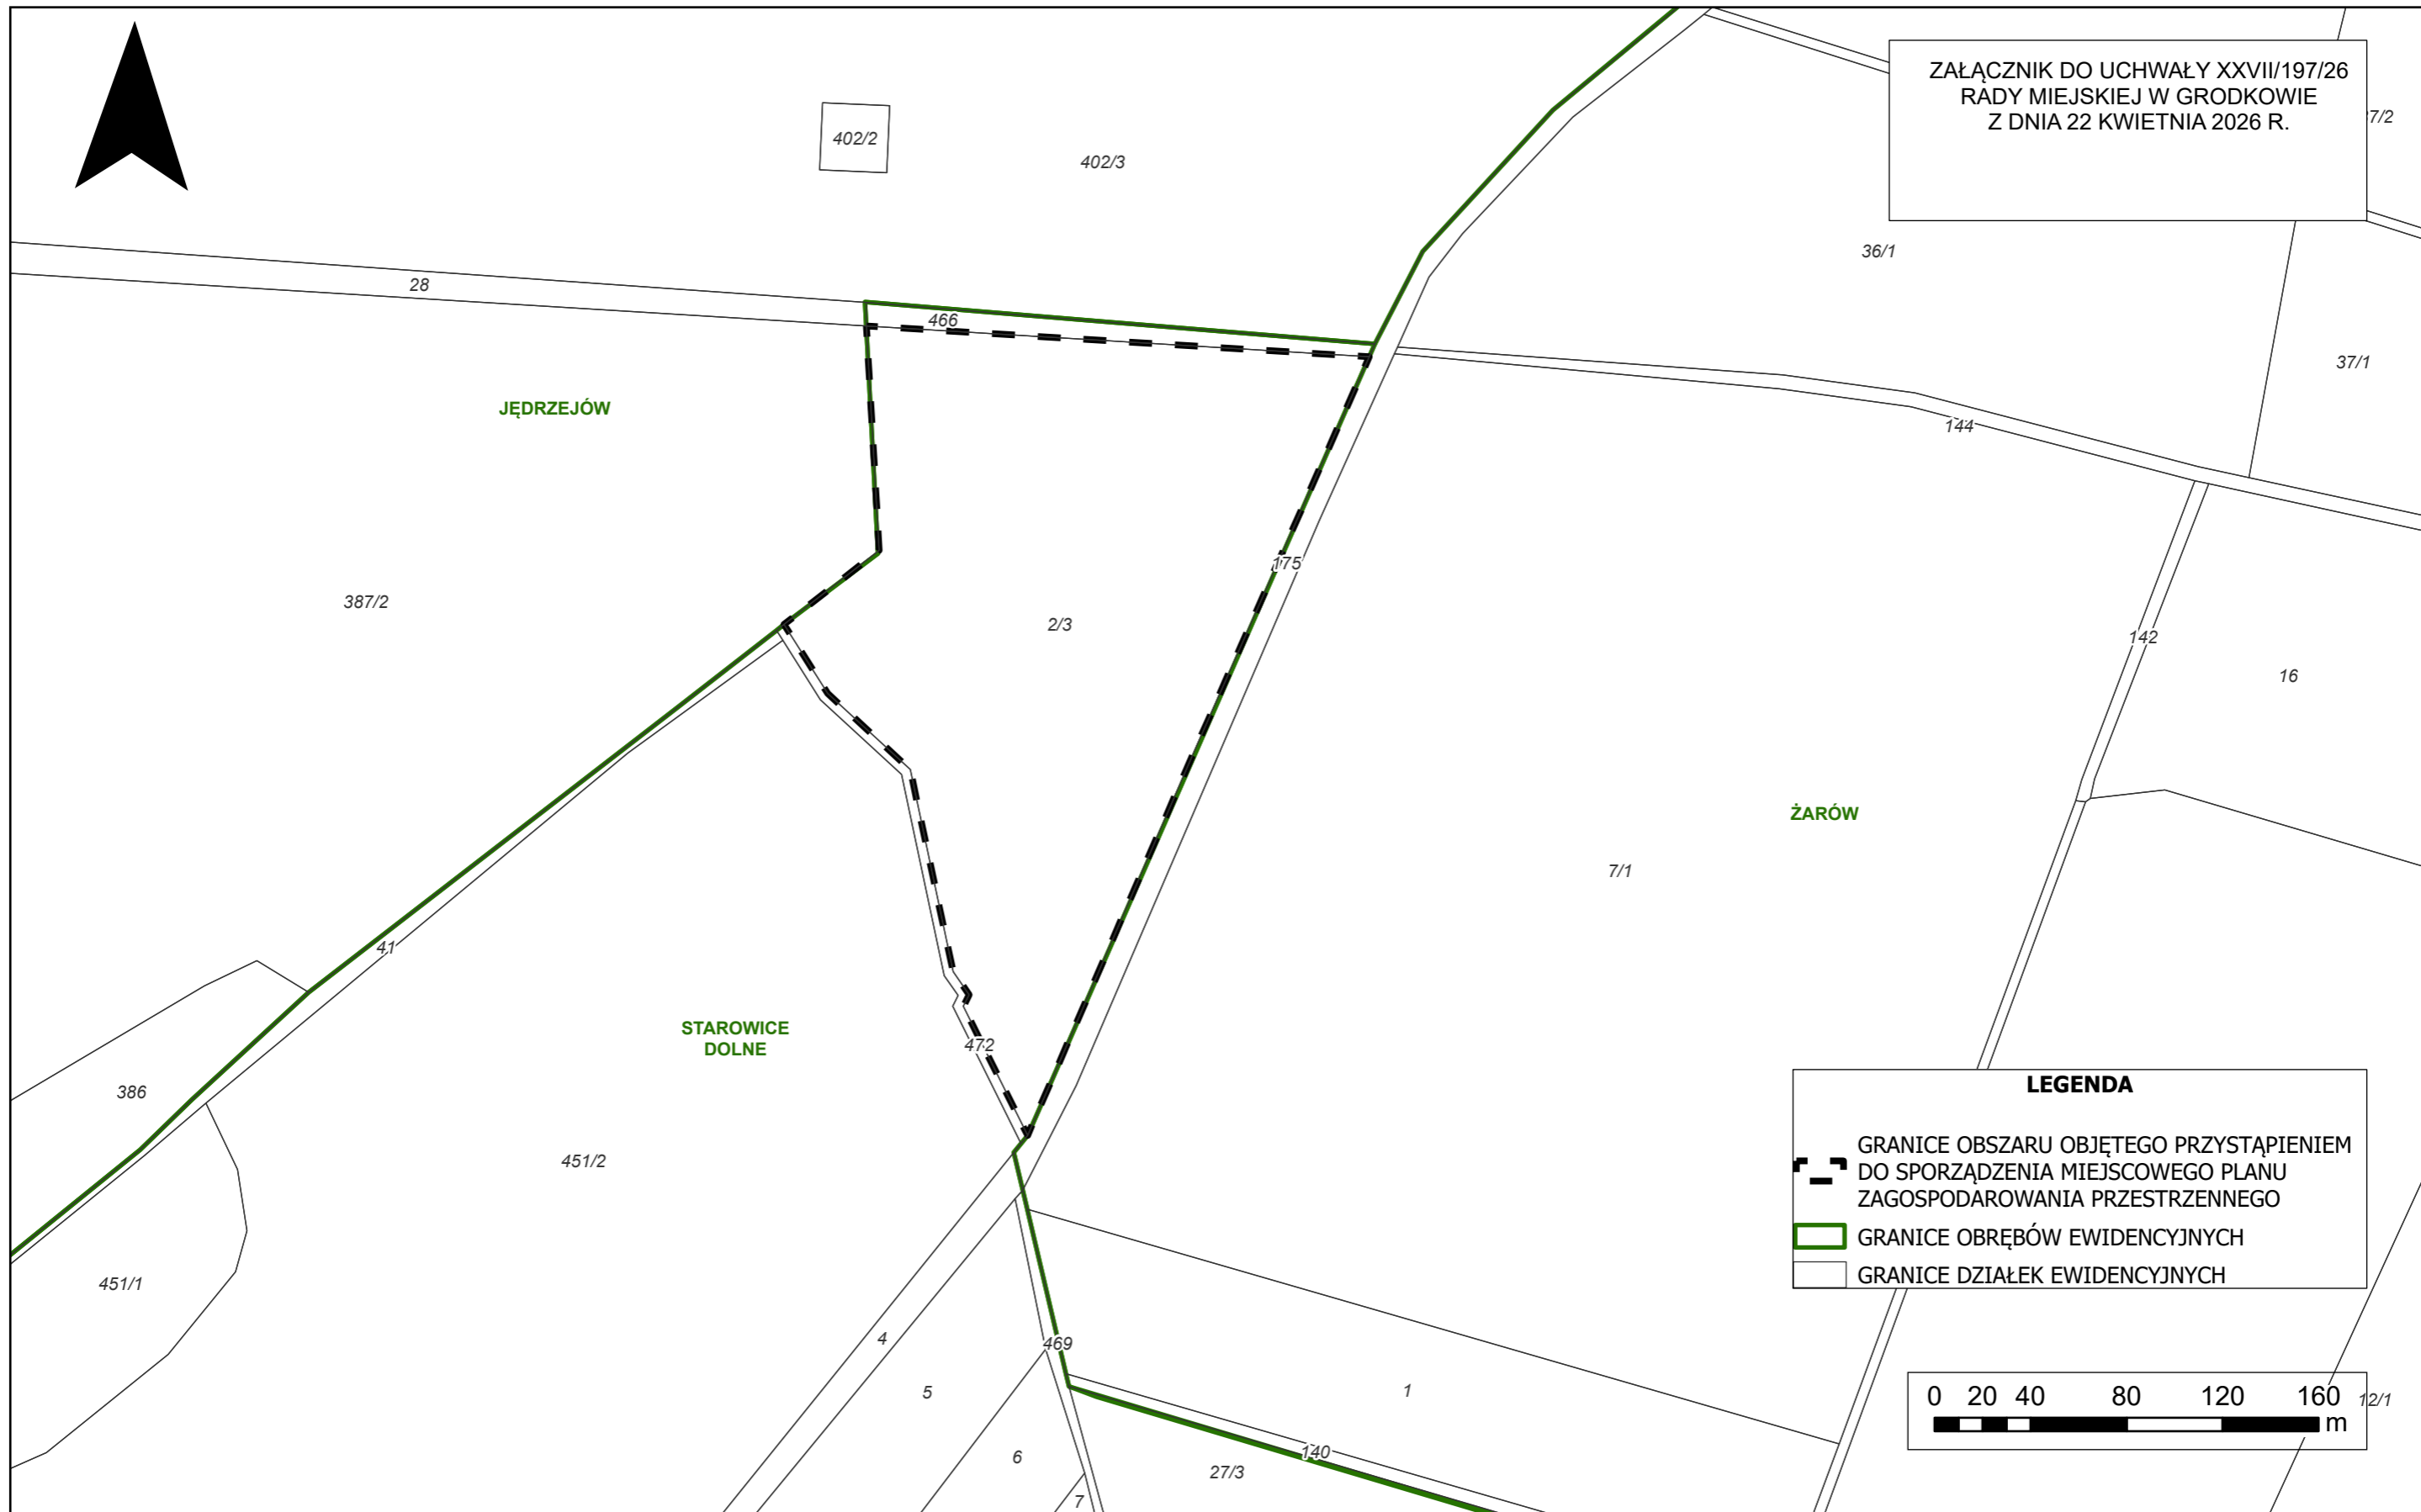 ZAŁĄCZNIK DO UCHWAŁY XXVII/197/26
RADY MIEJSKIEJ W GRODKOWIE
Z DNIA 22 KWIETNIA 2026 R.
7/2
402/2
402/3
36/1
28
466
37/1
JĘDRZEJÓW
144
175
387/2
2/3
142
16
ŻARÓW
7/1
41
STAROWICE
DOLNE
472
386
451/2
451/1
LEGENDA
GRANICE OBSZARU OBJĘTEGO PRZYSTĄPIENIEM
DO SPORZĄDZENIA MIEJSCOWEGO PLANU
ZAGOSPODAROWANIA PRZESTRZENNEGO
GRANICE OBRĘBÓW EWIDENCYJNYCH
GRANICE DZIAŁEK EWIDENCYJNYCH
4
469
5
1
0 20 40 80 120 160
m
12/1
140
6
27/3
7